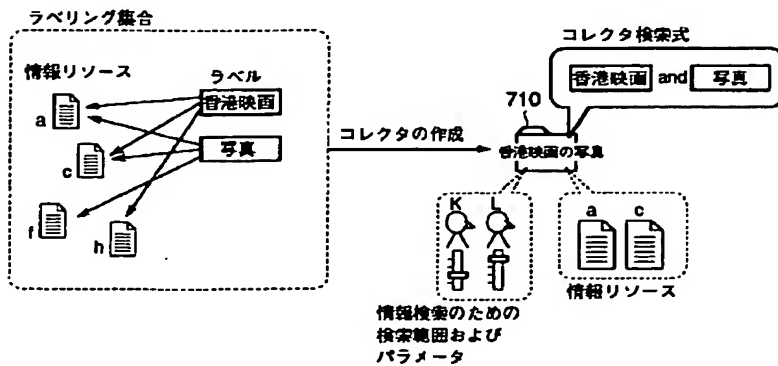 ラベリング集合
情報リソース
ラベル
香港映画
写真
a
c
f
h
コレクタの作成
コレクタ検索式
香港映画 and 写真
710
香港映画の写真
K L
a c
情報検索のための
検索範囲および
パラメータ
情報リソース